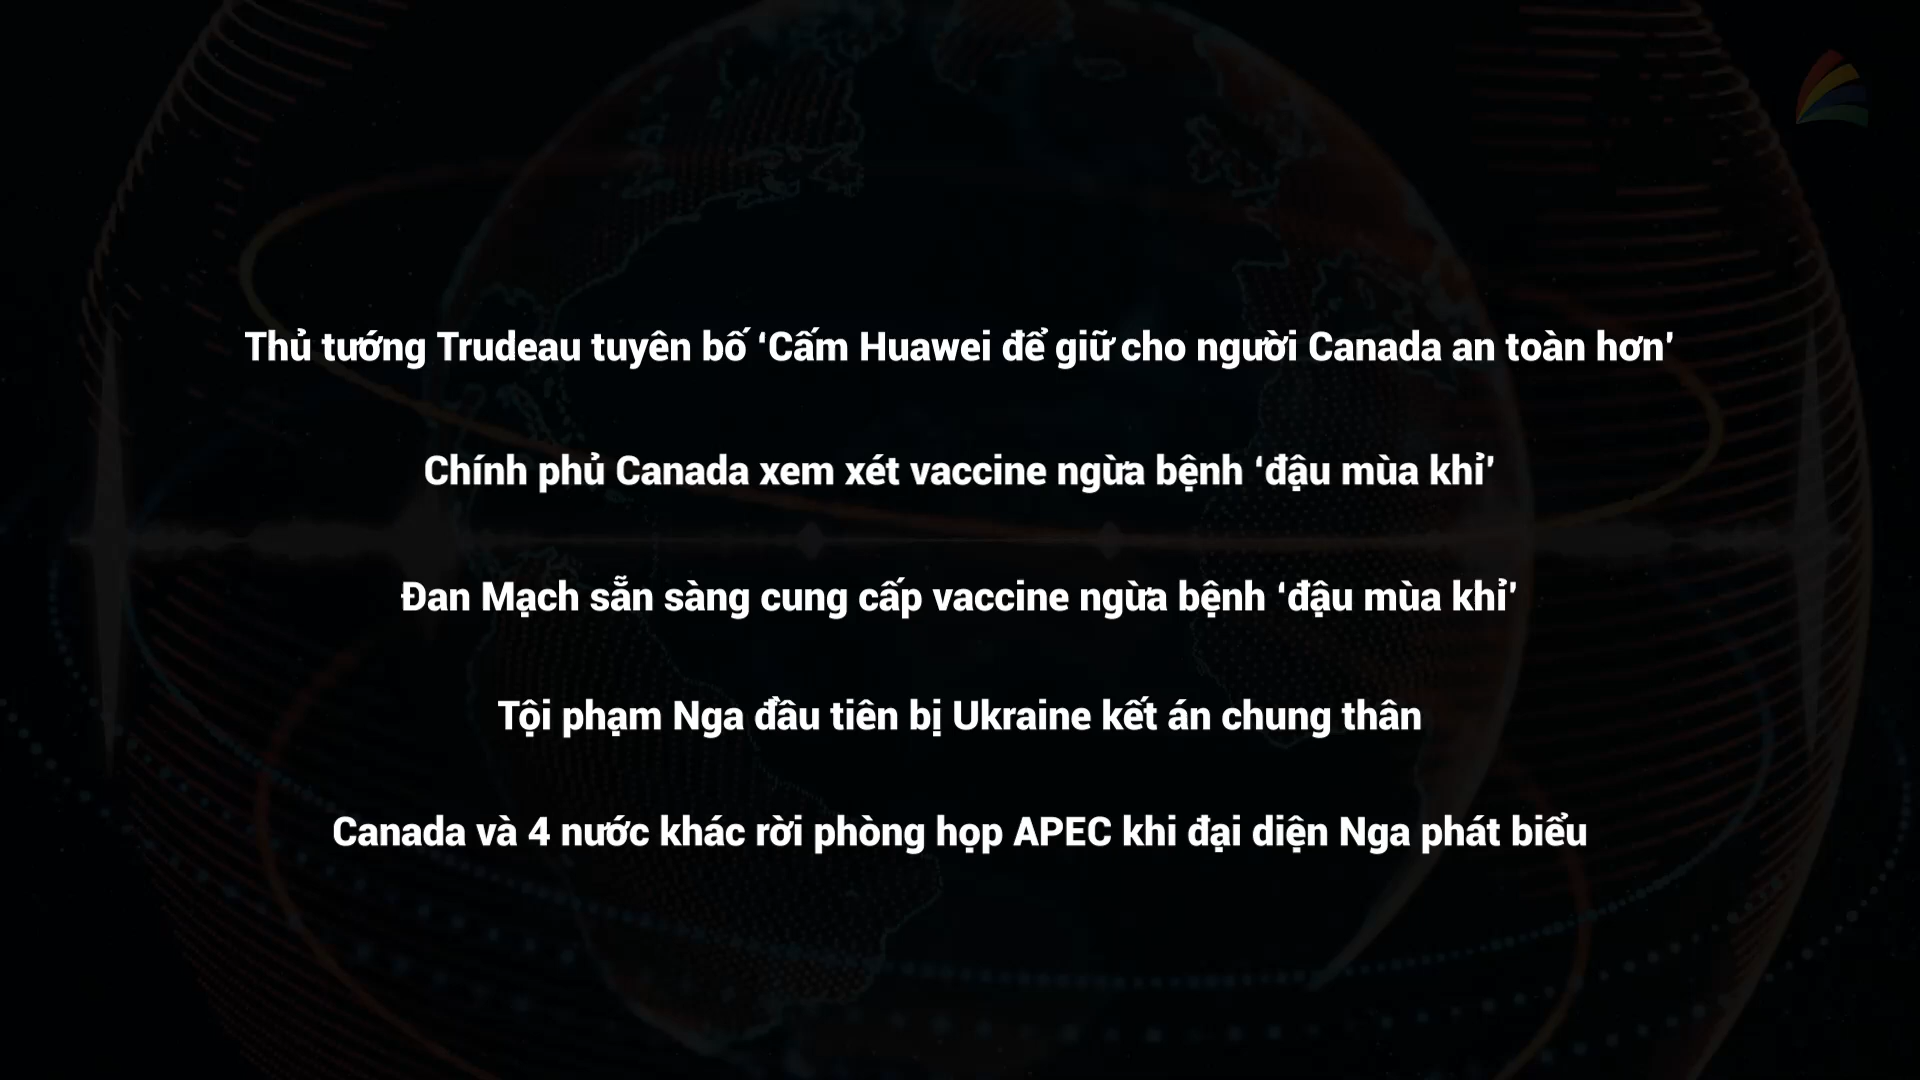 Thủ tướng Trudeau tuyên bố ‘Cấm Huawei để giữ cho người Canada an toàn hơn’
Chính phủ Canada xem xét vaccine ngừa bệnh ‘đậu mùa khỉ’
Đan Mạch sẵn sàng cung cấp vaccine ngừa bệnh ‘đậu mùa khỉ’
Tội phạm Nga đầu tiên bị Ukraine kết án chung thân
Canada và 4 nước khác rời phòng họp APEC khi đại diện Nga phát biểu